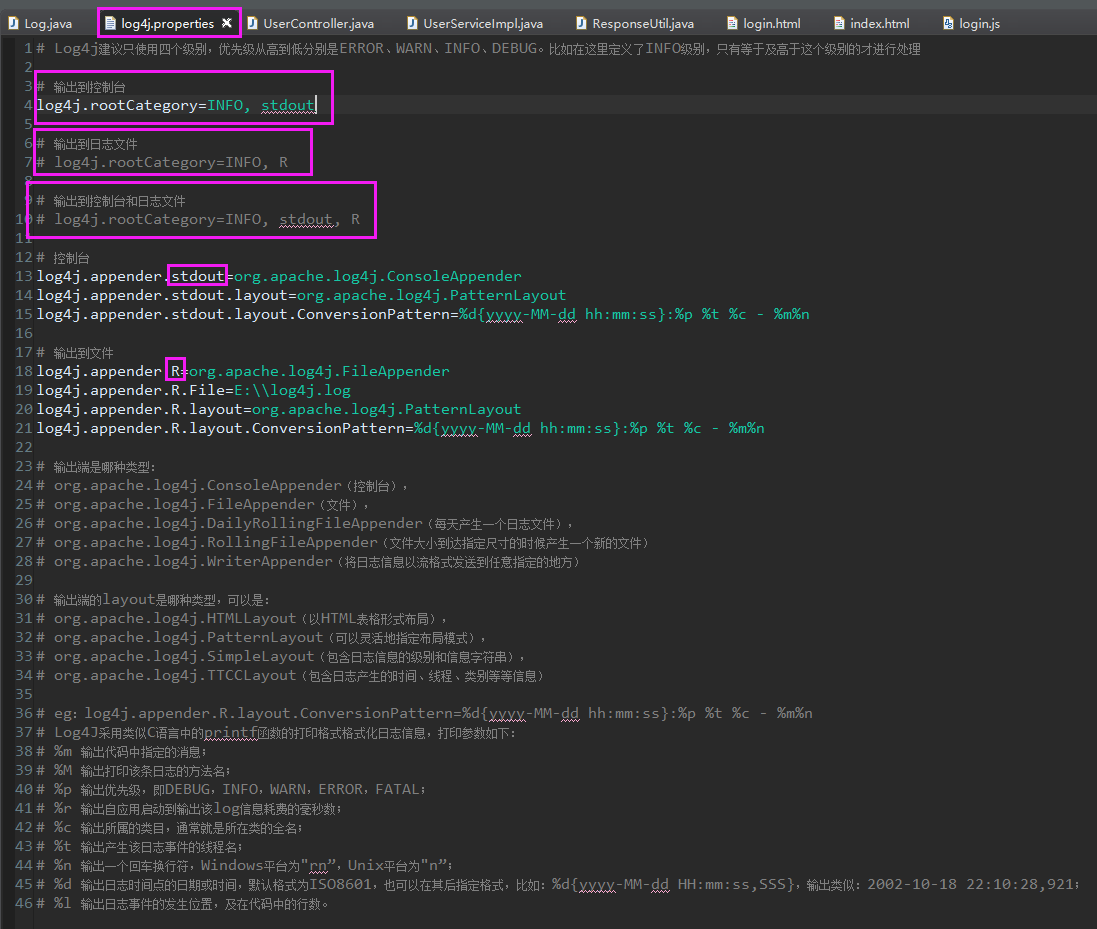 Log.java log4j.properties UserController.java UserServiceImpl.java ResponseUtil.java login.html index.html login.js
1 # Log4j建议只使用四个级别，优先级从高到低分别是ERROR、WARN、INFO、DEBUG。比如在这里定义了INFO级别，只有等于及高于这个级别的才进行处理
2
3 # 输出到控制台
4 log4j.rootCategory=INFO, stdout
5
6 # 输出到日志文件
7 # log4j.rootCategory=INFO, R
8
9 # 输出到控制台和日志文件
10 # log4j.rootCategory=INFO, stdout, R
11
12 # 控制台
13 log4j.appender.stdout=org.apache.log4j.ConsoleAppender
14 log4j.appender.stdout.layout=org.apache.log4j.PatternLayout
15 log4j.appender.stdout.layout.ConversionPattern=%d{yyyy-MM-dd hh:mm:ss}:%p %t %c - %m%n
16
17 # 输出到文件
18 log4j.appender.R=org.apache.log4j.FileAppender
19 log4j.appender.R.File=E:\\log4j.log
20 log4j.appender.R.layout=org.apache.log4j.PatternLayout
21 log4j.appender.R.layout.ConversionPattern=%d{yyyy-MM-dd hh:mm:ss}:%p %t %c - %m%n
22
23 # 输出端是哪种类型：
24 # org.apache.log4j.ConsoleAppender（控制台），
25 # org.apache.log4j.FileAppender（文件），
26 # org.apache.log4j.DailyRollingFileAppender（每天产生一个日志文件），
27 # org.apache.log4j.RollingFileAppender（文件大小到达指定尺寸的时候产生一个新的文件）
28 # org.apache.log4j.WriterAppender（将日志信息以流格式发送到任意指定的地方）
29
30 # 输出端的layout是哪种类型，可以是：
31 # org.apache.log4j.HTMLLayout（以HTML表格形式布局），
32 # org.apache.log4j.PatternLayout（可以灵活地指定布局模式），
33 # org.apache.log4j.SimpleLayout（包含日志信息的级别和信息字符串），
34 # org.apache.log4j.TTCCLayout（包含日志产生的时间、线程、类别等等信息）
35
36 # eg：log4j.appender.R.layout.ConversionPattern=%d{yyyy-MM-dd hh:mm:ss}:%p %t %c - %m%n
37 # Log4J采用类似C语言中的printf函数的打印格式格式化日志信息，打印参数如下：
38 # %m 输出代码中指定的消息；
39 # %M 输出打印该条日志的方法名；
40 # %p 输出优先级，即DEBUG，INFO，WARN，ERROR，FATAL；
41 # %r 输出自应用启动到输出该log信息耗费的毫秒数；
42 # %c 输出所属的类目，通常就是所在类的全名；
43 # %t 输出产生该日志事件的线程名；
44 # %n 输出一个回车换行符，Windows平台为"rn”，Unix平台为"n”；
45 # %d 输出日志时间点的日期或时间，默认格式为ISO8601，也可以在其后指定格式，比如：%d{yyyy-MM-dd HH:mm:ss,SSS}，输出类似：2002-10-18 22:10:28,921；
46 # %l 输出日志事件的发生位置，及在代码中的行数。